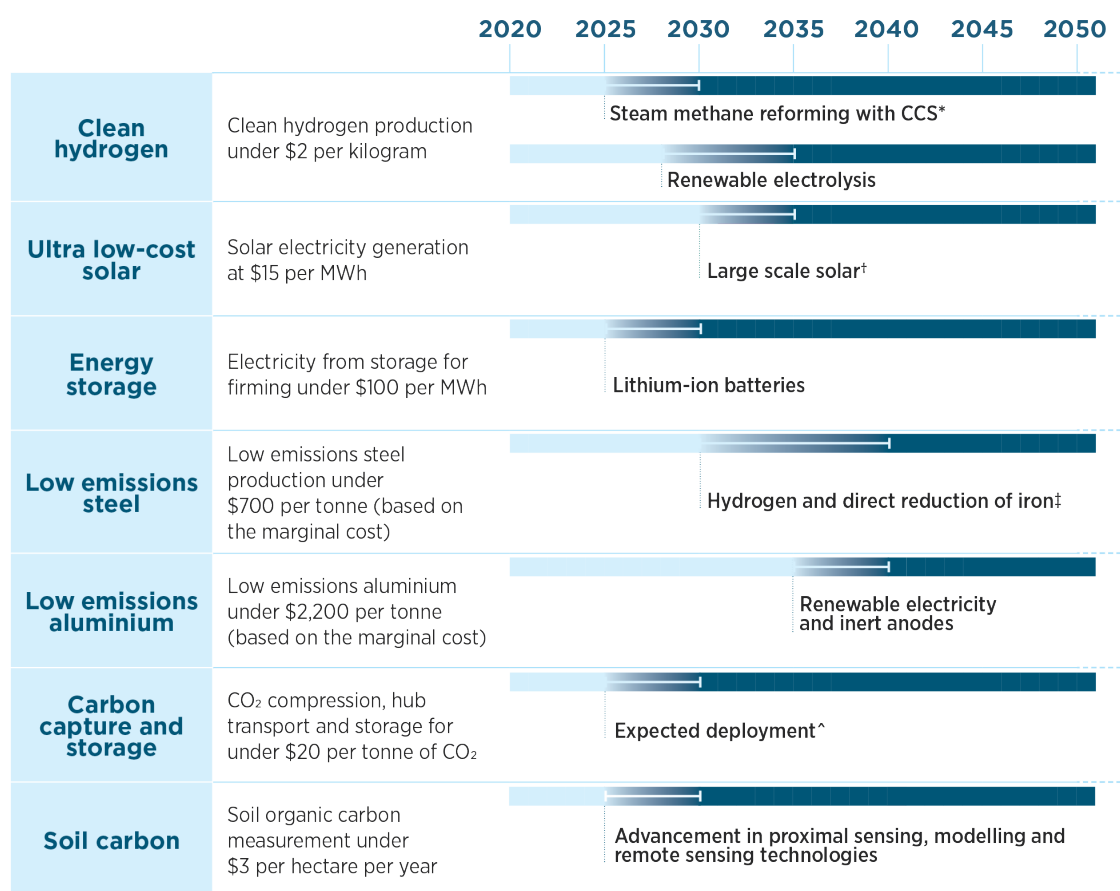 2020 2025 2030 2035 2040 2045 2050
Clean
hydrogen
Clean hydrogen production
under $2 per kilogram
Steam methane reforming with CCS*
Renewable electrolysis
Ultra low-cost
solar
Solar electricity generation
at $15 per MWh
Large scale solar†
Energy
storage
Electricity from storage for
firming under $100 per MWh
Lithium-ion batteries
Low emissions
steel
Low emissions steel
production under
$700 per tonne (based on
the marginal cost)
Hydrogen and direct reduction of iron‡
Low emissions
aluminium
Low emissions aluminium
under $2,200 per tonne
(based on the marginal cost)
Renewable electricity
and inert anodes
Carbon
capture and
storage
CO₂ compression, hub
transport and storage for
under $20 per tonne of CO₂
Expected deployment^
Soil carbon
Soil organic carbon
measurement under
$3 per hectare per year
Advancement in proximal sensing, modelling and
remote sensing technologies